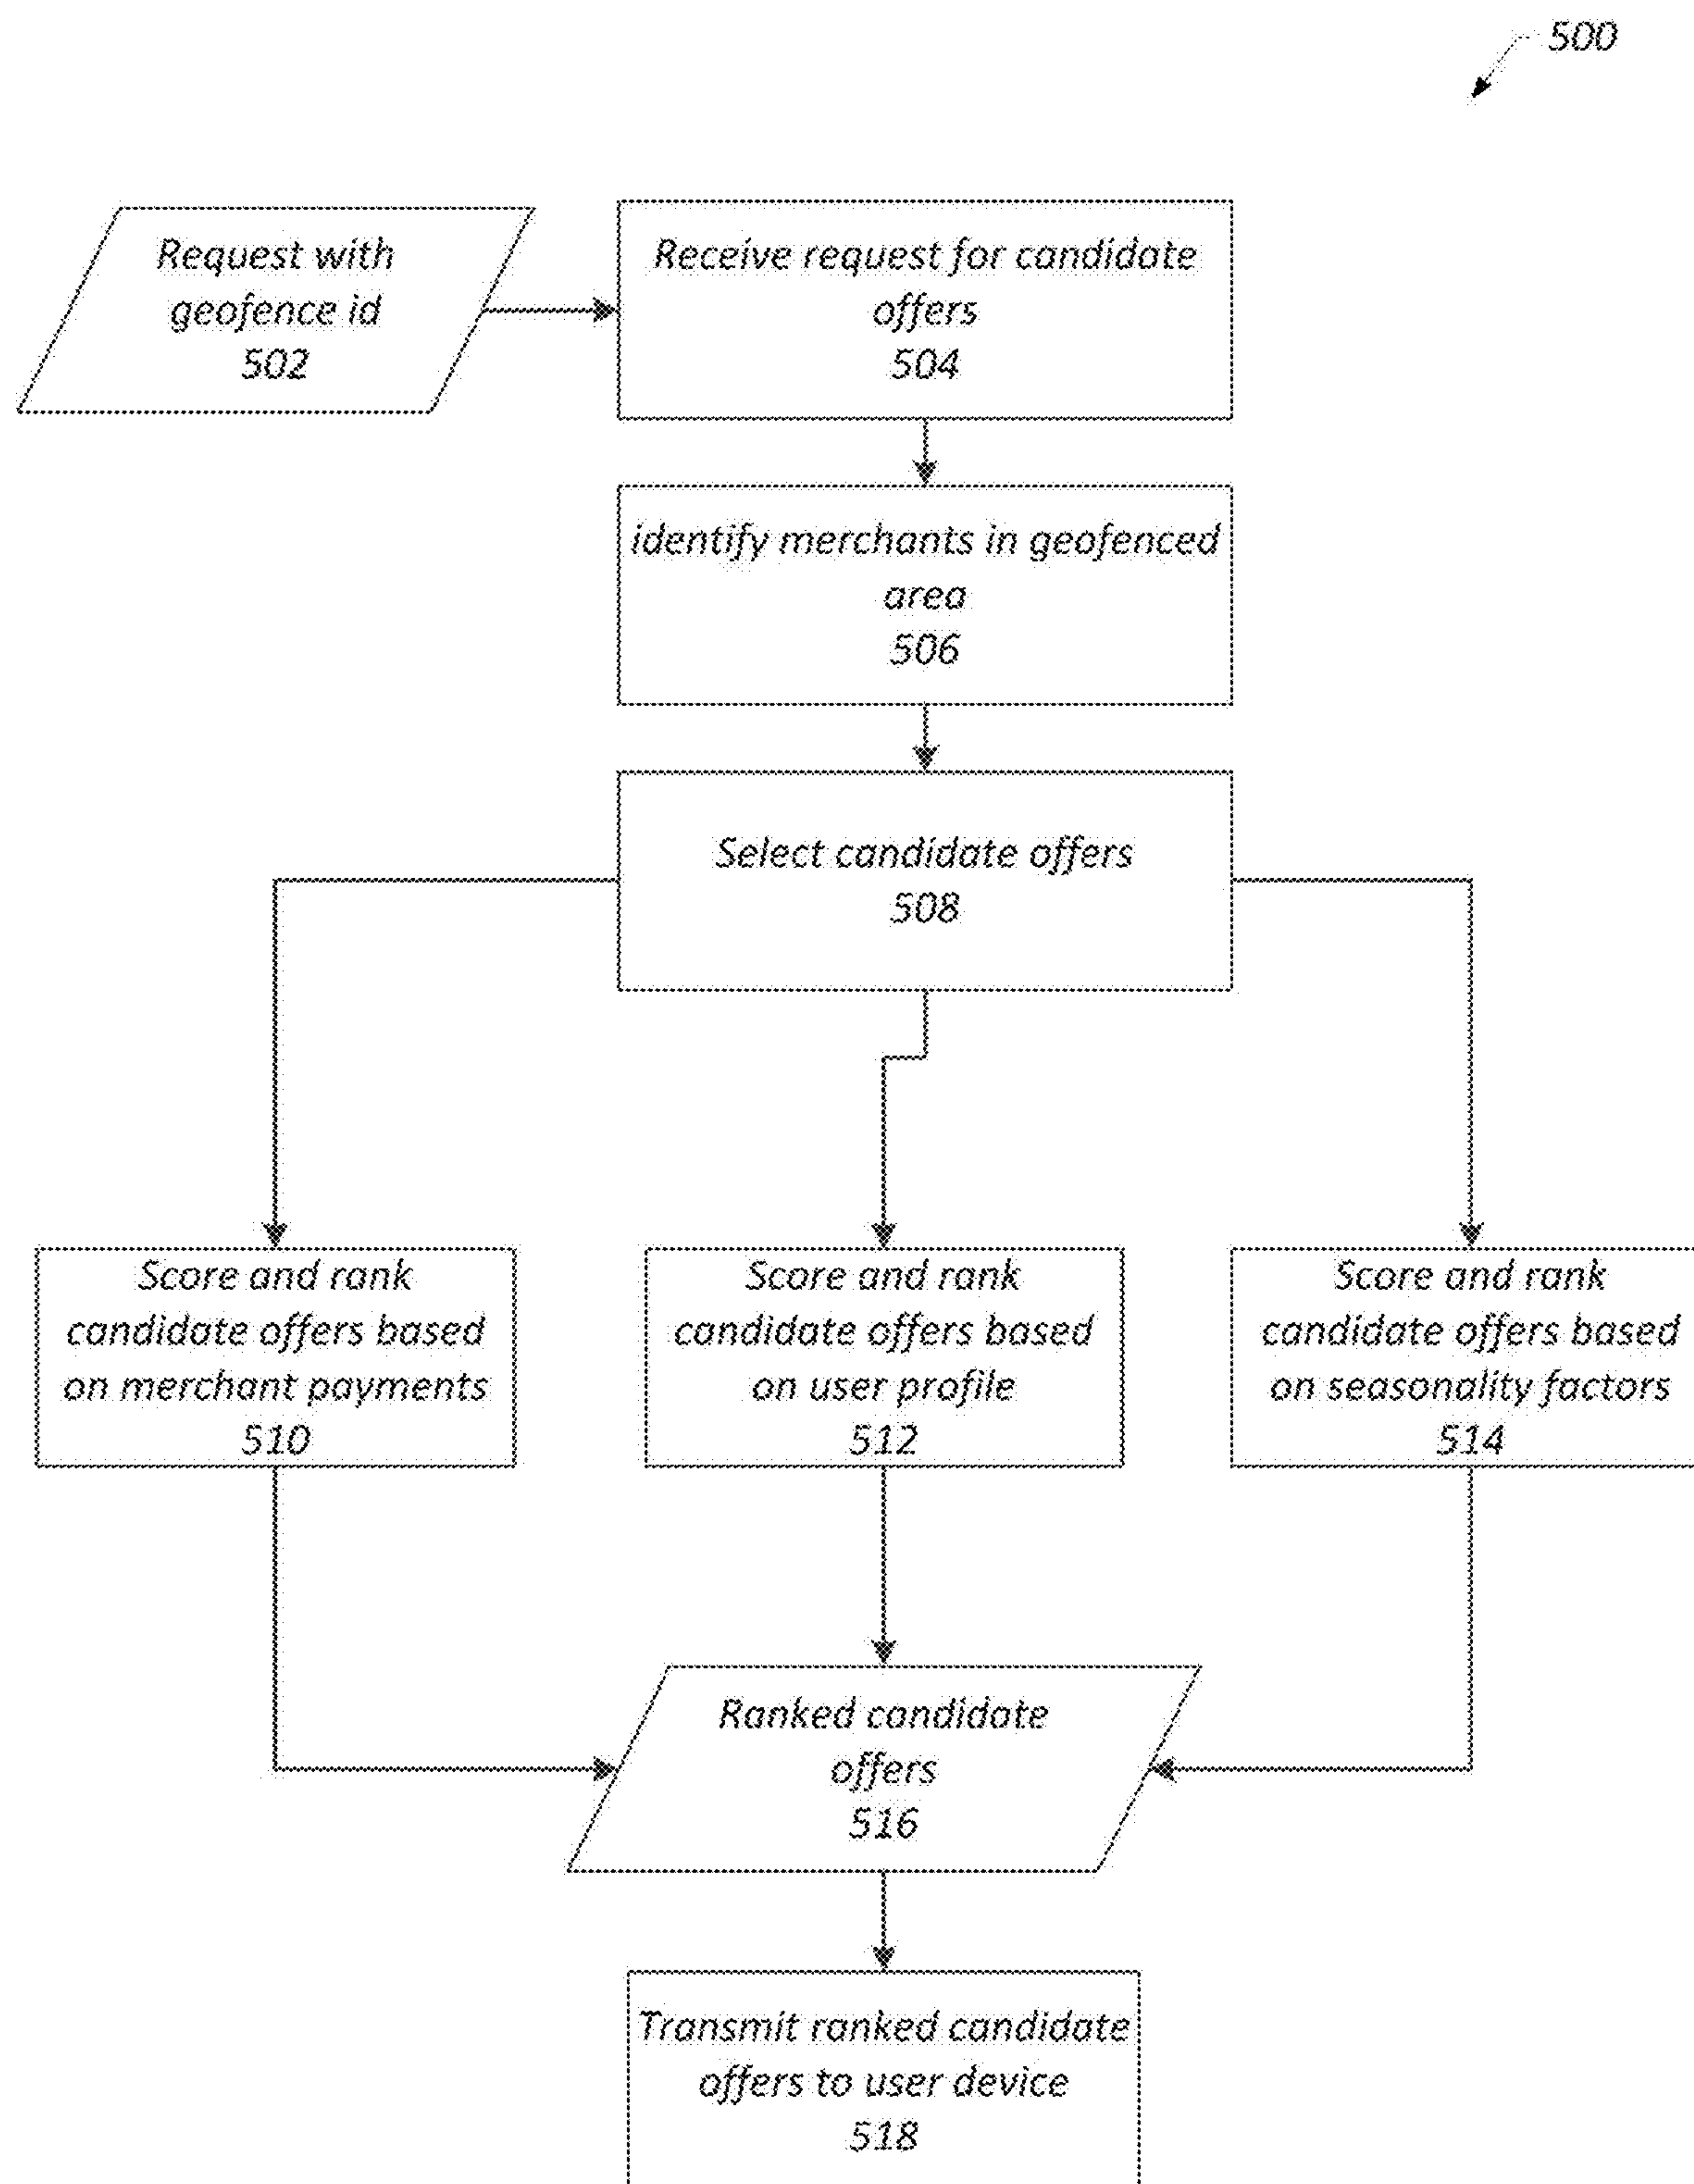 500
Request with
geofence id
502
Receive request for candidate
offers
504
identify merchants in geofenced
area
506
Select candidate offers
508
Score and rank
candidate offers based
on merchant payments
510
Score and rank
candidate offers based
on user profile
512
Score and rank
candidate offers based
on seasonality factors
514
Ranked candidate
offers
516
Transmit ranked candidate
offers to user device
518